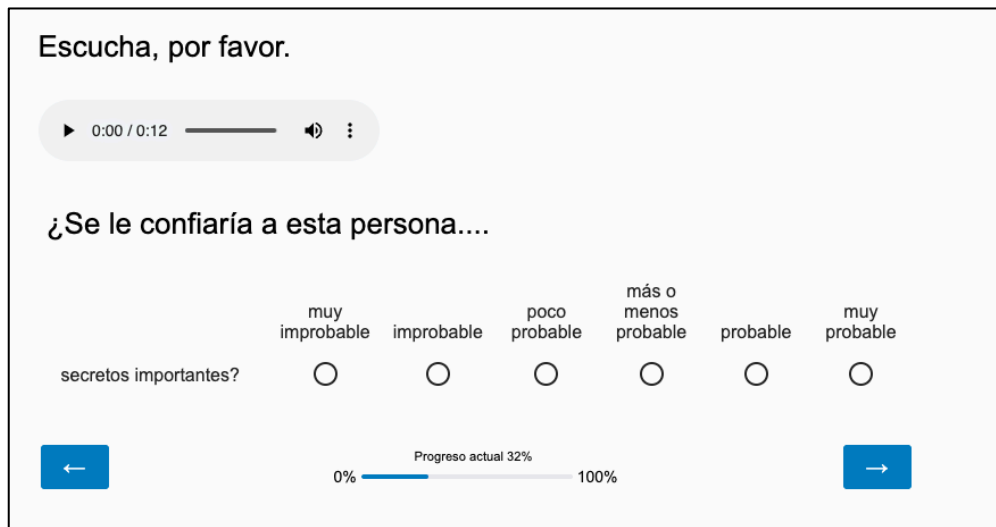 Escucha, por favor.
0:00 / 0:12
¿Se le confiaría a esta persona....
muy improbable
improbable
poco probable
más o menos probable
probable
muy probable
secretos importantes?
Progreso actual 32%
0%
100%